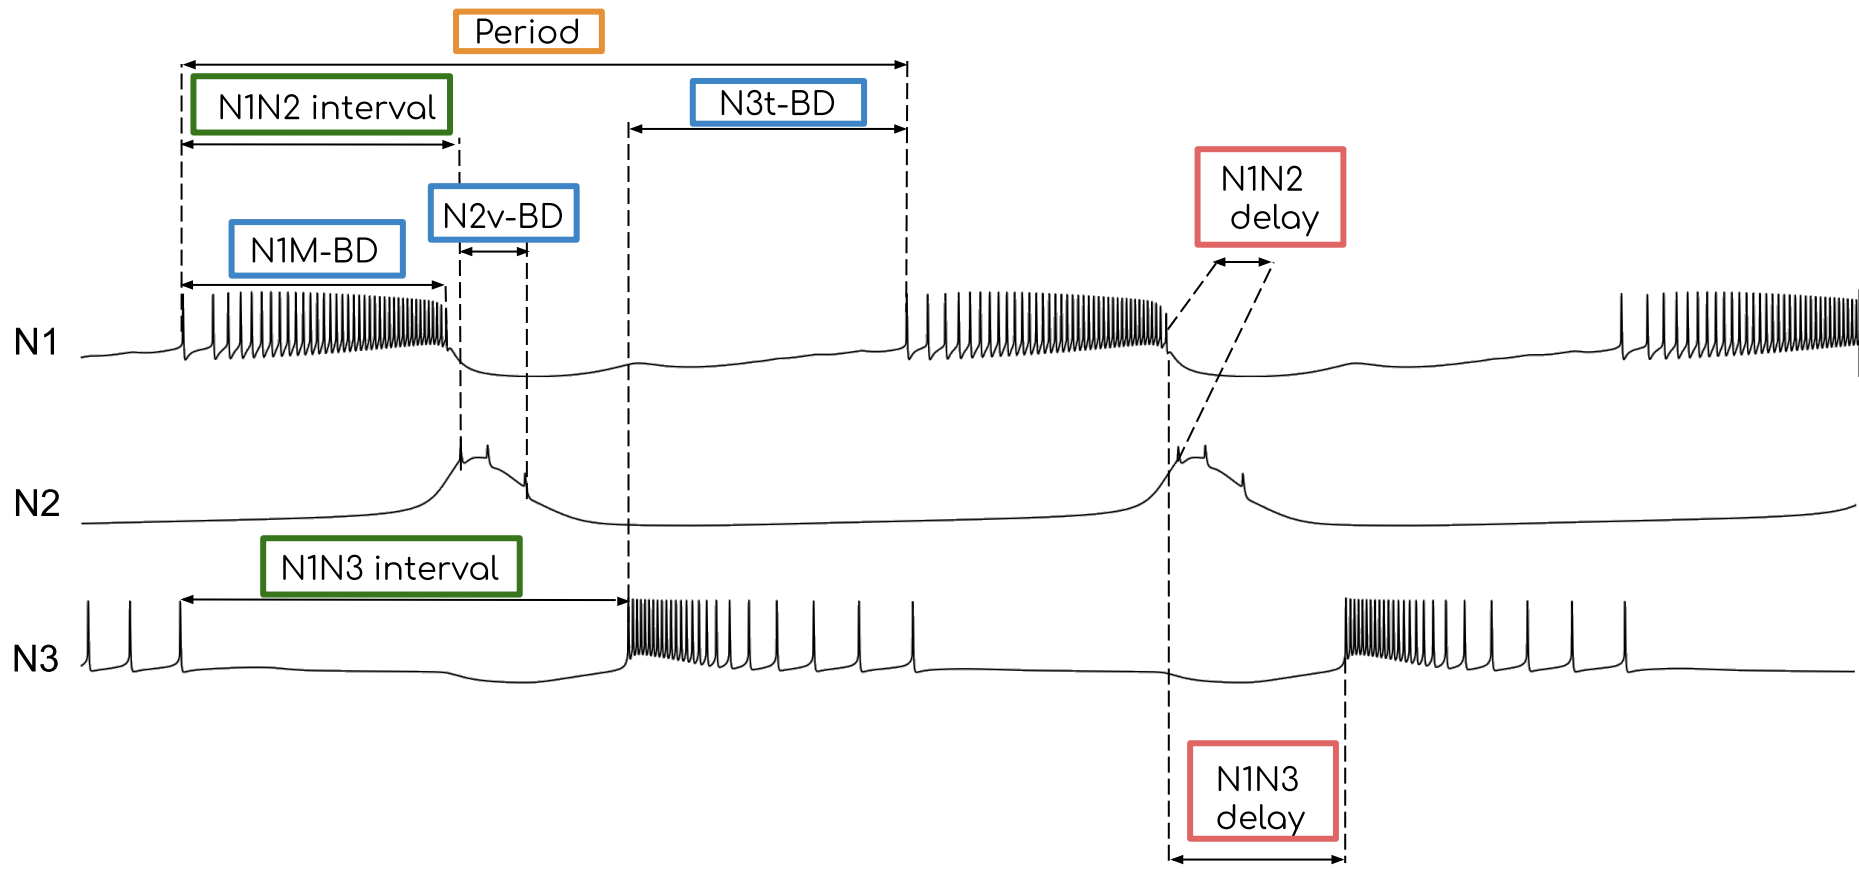 Period
N1N2 interval
N3t-BD
N1N2
delay
N2v-BD
N1M-BD
N1
N2
N1N3 interval
N3
N1N3
delay